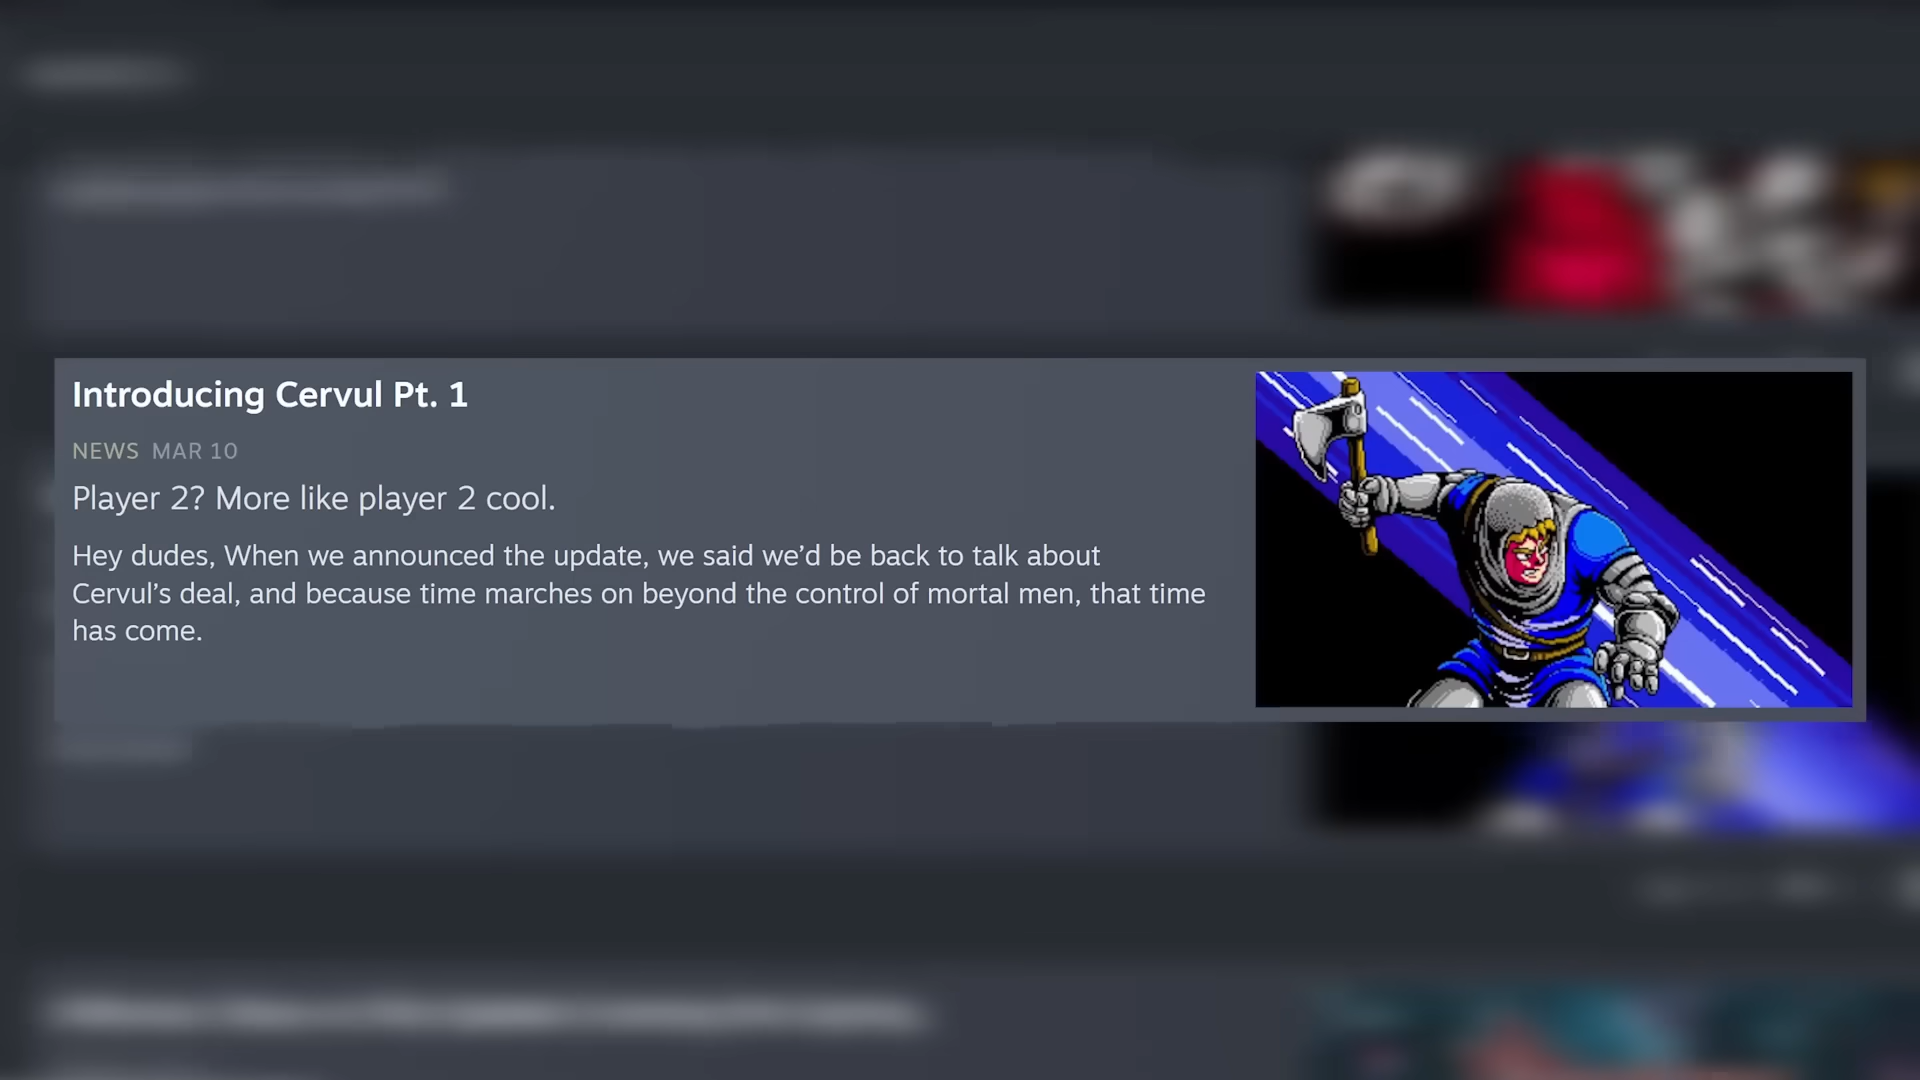 Introducing Cervul Pt. 1
NEWS MAR 10
Player 2? More like player 2 cool.
Hey dudes, When we announced the update, we said we’d be back to talk about
Cervul’s deal, and because time marches on beyond the control of mortal men, that time
has come.